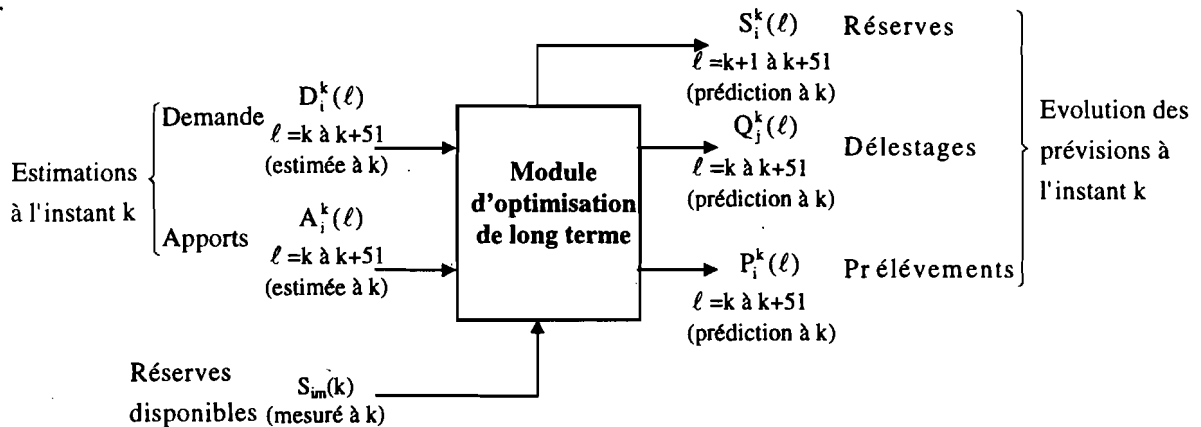 S_i^k(ℓ) Réserves
ℓ =k+1 à k+51
(prédiction à k)
Estimations
à l'instant k
Demande
D_i^k(ℓ)
ℓ =k à k+51
(estimée à k)
Apports
A_i^k(ℓ)
ℓ =k à k+51
(estimée à k)
Module
d'optimisation
de long terme
Q_j^k(ℓ) Délestages
ℓ =k à k+51
(prédiction à k)
P_i^k(ℓ) Prélévements
ℓ =k à k+51
(prédiction à k)
Evolution des
prévisions à
l'instant k
Réserves
disponibles
S_im(k)
(mesuré à k)